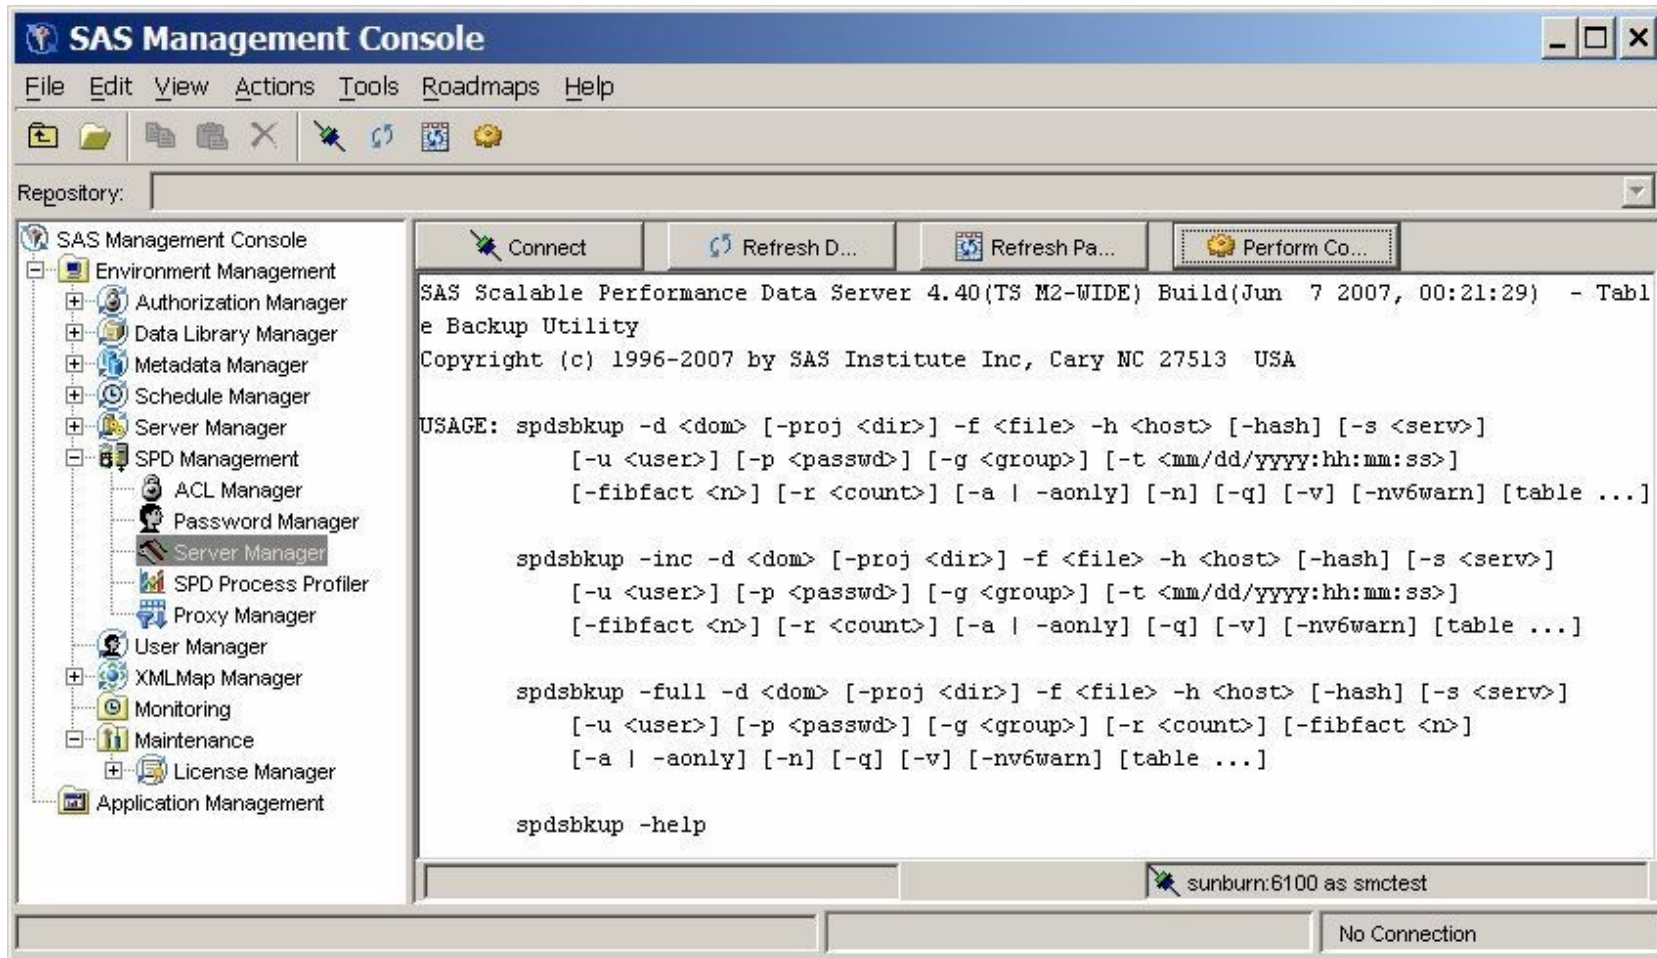 SAS Management Console
File Edit View Actions Tools Roadmaps Help
Repository:
SAS Management Console
Environment Management
Authorization Manager
Data Library Manager
Metadata Manager
Schedule Manager
Server Manager
SPD Management
ACL Manager
Password Manager
Server Manager
SPD Process Profiler
Proxy Manager
User Manager
XMLMap Manager
Monitoring
Maintenance
License Manager
Application Management
Connect Refresh D... Refresh Pa... Perform Co...
SAS Scalable Performance Data Server 4.40(TS M2-WIDE) Build(Jun  7 2007, 00:21:29)  - Tabl
e Backup Utility
Copyright (c) 1996-2007 by SAS Institute Inc, Cary NC 27513  USA
USAGE: spdsbkup -d <dom> [-proj <dir>] -f <file> -h <host> [-hash] [-s <serv>]
[-u <user>] [-p <passwd>] [-g <group>] [-t <mm/dd/yyyy:hh:mm:ss>]
[-fibfact <n>] [-r <count>] [-a | -aonly] [-n] [-q] [-v] [-nv6warn] [table ...]
spdsbkup -inc -d <dom> [-proj <dir>] -f <file> -h <host> [-hash] [-s <serv>]
[-u <user>] [-p <passwd>] [-g <group>] [-t <mm/dd/yyyy:hh:mm:ss>]
[-fibfact <n>] [-r <count>] [-a | -aonly] [-q] [-v] [-nv6warn] [table ...]
spdsbkup -full -d <dom> [-proj <dir>] -f <file> -h <host> [-hash] [-s <serv>]
[-u <user>] [-p <passwd>] [-g <group>] [-r <count>] [-fibfact <n>]
[-a | -aonly] [-n] [-q] [-v] [-nv6warn] [table ...]
spdsbkup -help
sunburn:6100 as smctest
No Connection